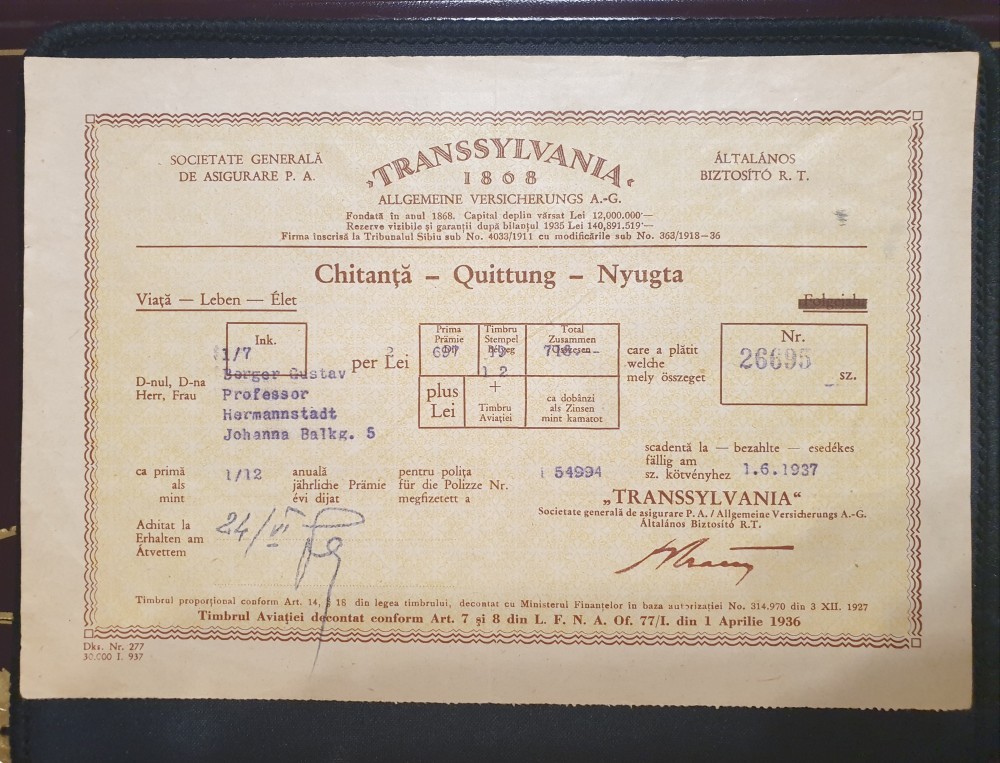 SOCIETATE GENERALĂ
DE ASIGURARE P. A.
„TRANSSYLVANIA“
1868
ALLGEMEINE VERSICHERUNGS A.-G.
ÁLTALÁNOS
BIZTOSÍTÓ R. T.
Fondată în anul 1868. Capital deplin vărsat Lei 12,000.000·—
Rezerve vizibile și garanții după bilanțul 1935 Lei 140,891.519·—
Firma înscrisă la Tribunalul Sibiu sub No. 4033/1911 cu modificările sub No. 363/1918—36
Chitanță – Quittung – Nyugta
Viață — Leben — Élet
Ink.
1/7
D-nul, D-na
Herr, Frau
Berger Gustav
Professor
Hermannstadt
Johanna Balkg. 5
per Lei
Prima
Prämie
Díj
697
Timbru
Stempel
Bélyeg
12
Total
Zusammen
Összesen
plus
Lei
+
Timbru
Aviației
ca dobânzi
als Zinsen
mint kamatot
care a plătit
welche
mely összeget
Nr.
26695
sz.
ca primă
als
mint
1/12
anuală
jährliche Prämie
évi díjat
pentru polița
für die Polizze Nr.
megfizetett a
54994
scadentă la — bezahlte — esedékes
fällig am
sz. kötvényhez
1.6.1937
„TRANSSYLVANIA“
Societate generală de asigurare P. A. / Allgemeine Versicherungs A.-G.
Általános Biztosító R.T.
Achitat la
Erhalten am
Átvettem
24/VI
Timbrul proporțional conform Art. 14, § 18 din legea timbrului, decontat cu Ministerul Finanțelor în baza autorizației No. 314.970 din 3 XII. 1927
Timbrul Aviației decontat conform Art. 7 și 8 din L. F. N. A. Of. 77/I. din 1 Aprilie 1936
Dks. Nr. 277
30.000 I. 937